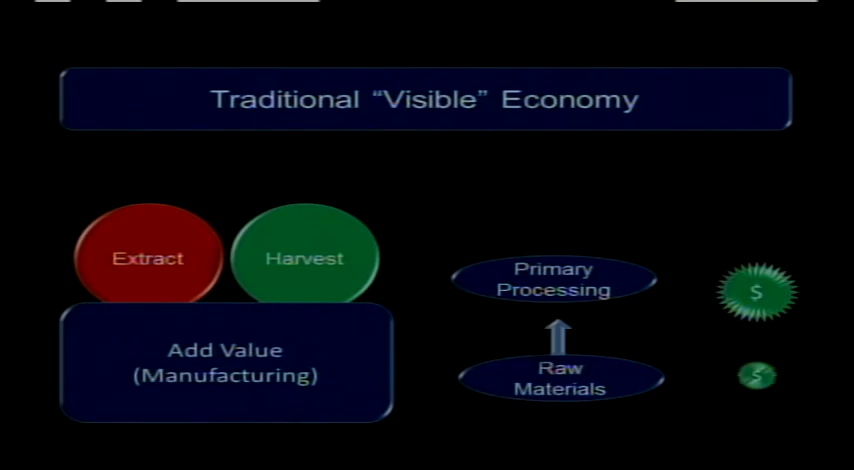 Traditional “Visible” Economy
Extract
Harvest
Add Value
(Manufacturing)
Primary
Processing
$
Raw
Materials
$